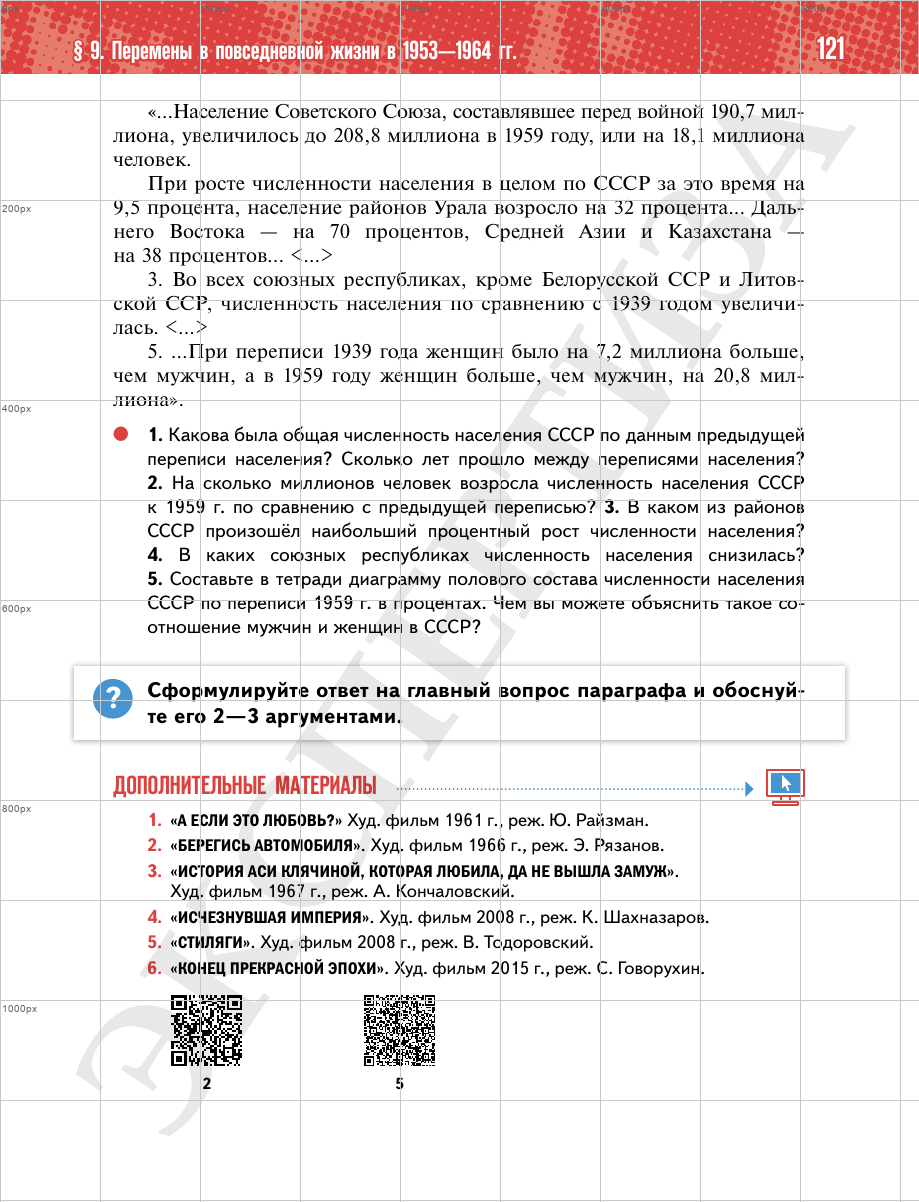 § 9. Перемены в повседневной жизни в 1953—1964 гг.
121
«...Население Советского Союза, составлявшее перед войной 190,7 мил-
лиона, увеличилось до 208,8 миллиона в 1959 году, или на 18,1 миллиона
человек.
При росте численности населения в целом по СССР за это время на
9,5 процента, население районов Урала возросло на 32 процента... Даль-
него Востока — на 70 процентов, Средней Азии и Казахстана —
на 38 процентов... <...>
3. Во всех союзных республиках, кроме Белорусской ССР и Литов-
ской ССР, численность населения по сравнению с 1939 годом увеличи-
лась. <...>
5. ...При переписи 1939 года женщин было на 7,2 миллиона больше,
чем мужчин, а в 1959 году женщин больше, чем мужчин, на 20,8 мил-
лиона».
1. Какова была общая численность населения СССР по данным предыдущей
переписи населения? Сколько лет прошло между переписями населения?
2. На сколько миллионов человек возросла численность населения СССР
к 1959 г. по сравнению с предыдущей переписью? 3. В каком из районов
СССР произошёл наибольший процентный рост численности населения?
4. В каких союзных республиках численность населения снизилась?
5. Составьте в тетради диаграмму полового состава численности населения
СССР по переписи 1959 г. в процентах. Чем вы можете объяснить такое со-
отношение мужчин и женщин в СССР?
?
Сформулируйте ответ на главный вопрос параграфа и обоснуй-
те его 2—3 аргументами.
ДОПОЛНИТЕЛЬНЫЕ МАТЕРИАЛЫ
1. «А ЕСЛИ ЭТО ЛЮБОВЬ?» Худ. фильм 1961 г., реж. Ю. Райзман.
2. «БЕРЕГИСЬ АВТОМОБИЛЯ». Худ. фильм 1966 г., реж. Э. Рязанов.
3. «ИСТОРИЯ АСИ КЛЯЧИНОЙ, КОТОРАЯ ЛЮБИЛА, ДА НЕ ВЫШЛА ЗАМУЖ».
Худ. фильм 1967 г., реж. А. Кончаловский.
4. «ИСЧЕЗНУВШАЯ ИМПЕРИЯ». Худ. фильм 2008 г., реж. К. Шахназаров.
5. «СТИЛЯГИ». Худ. фильм 2008 г., реж. В. Тодоровский.
6. «КОНЕЦ ПРЕКРАСНОЙ ЭПОХИ». Худ. фильм 2015 г., реж. С. Говорухин.
2
5
ЭКСПЕРТИЗА
200px
400px
600px
800px
1000px